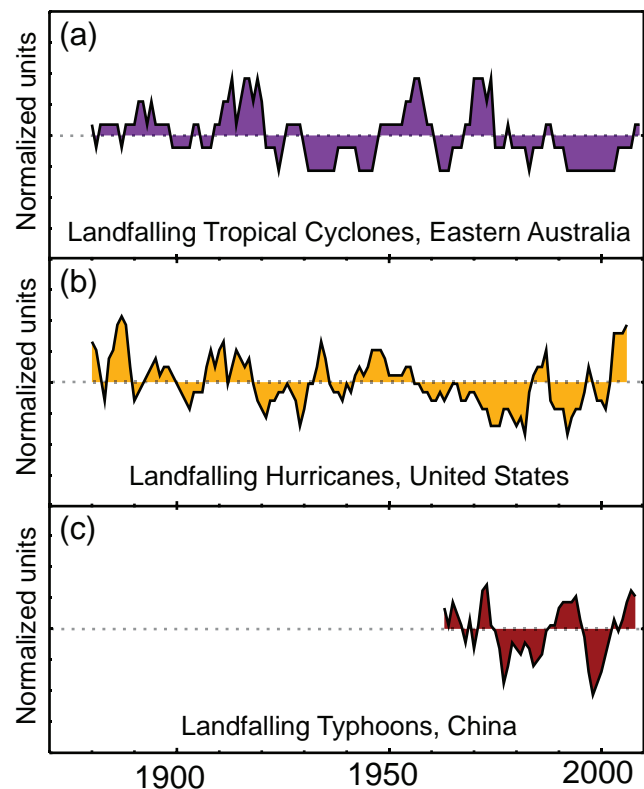 (a)
Normalized units
Landfalling Tropical Cyclones, Eastern Australia
(b)
Normalized units
Landfalling Hurricanes, United States
(c)
Normalized units
Landfalling Typhoons, China
1900 1950 2000